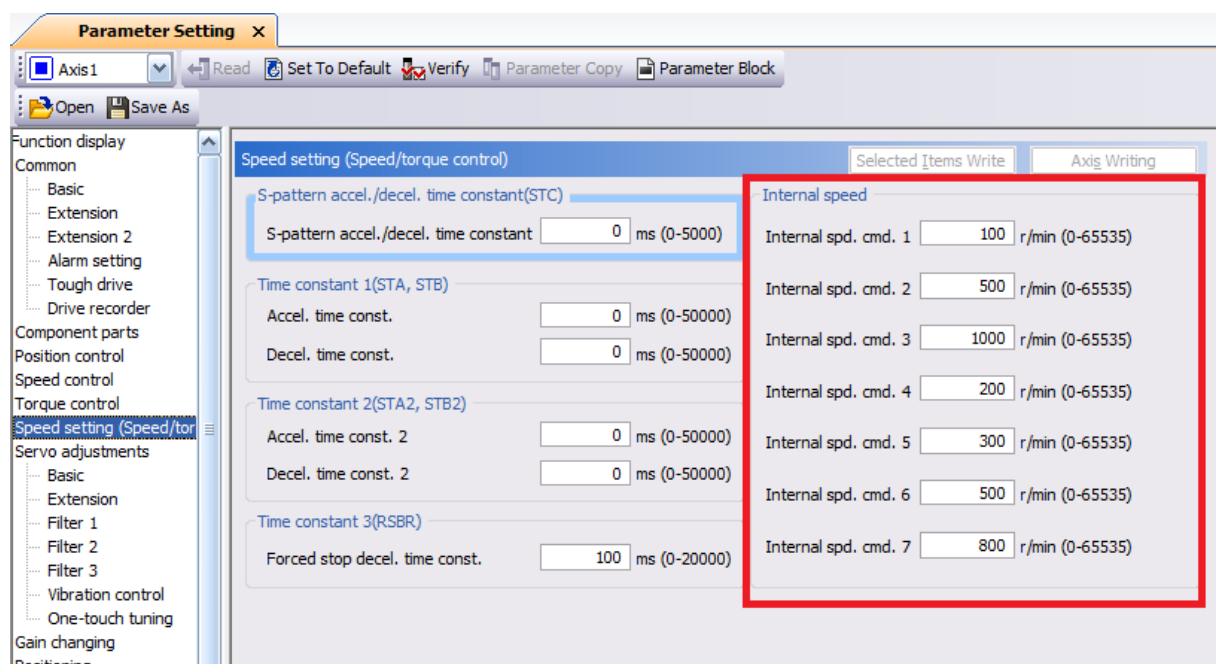 Parameter Setting X
Axis1 Read Set To Default Verify Parameter Copy Parameter Block
Open Save As
Function display
Common
Basic
Extension
Extension 2
Alarm setting
Tough drive
Drive recorder
Component parts
Position control
Speed control
Torque control
Speed setting (Speed/tor
Servo adjustments
Basic
Extension
Filter 1
Filter 2
Filter 3
Vibration control
One-touch tuning
Gain changing
Positioning
Speed setting (Speed/torque control) Selected Items Write Axis Writing
S-pattern accel./decel. time constant(STC)
S-pattern accel./decel. time constant 0 ms (0-5000)
Time constant 1(STA, STB)
Accel. time const. 0 ms (0-50000)
Decel. time const. 0 ms (0-50000)
Time constant 2(STA2, STB2)
Accel. time const. 2 0 ms (0-50000)
Decel. time const. 2 0 ms (0-50000)
Time constant 3(RSBR)
Forced stop decel. time const. 100 ms (0-20000)
Internal speed
Internal spd. cmd. 1 100 r/min (0-65535)
Internal spd. cmd. 2 500 r/min (0-65535)
Internal spd. cmd. 3 1000 r/min (0-65535)
Internal spd. cmd. 4 200 r/min (0-65535)
Internal spd. cmd. 5 300 r/min (0-65535)
Internal spd. cmd. 6 500 r/min (0-65535)
Internal spd. cmd. 7 800 r/min (0-65535)